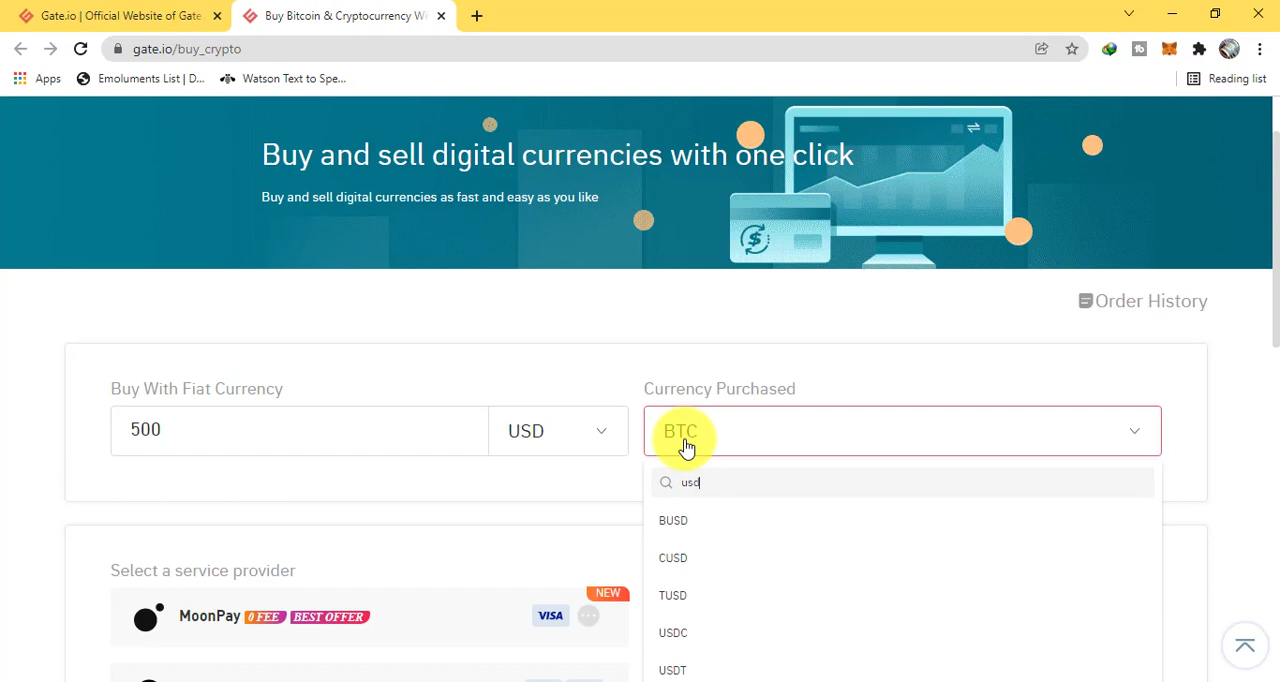 Gate.io | Official Website of Gate
Buy Bitcoin & Cryptocurrency W
gate.io/buy_crypto
Apps
Emoluments List | D...
Watson Text to Spe...
Reading list
Buy and sell digital currencies with one click
Buy and sell digital currencies as fast and easy as you like
Order History
Buy With Fiat Currency
Currency Purchased
500
USD
BTC
usd
BUSD
CUSD
TUSD
USDC
USDT
Select a service provider
NEW
MoonPay 0 FEE BEST OFFER
VISA